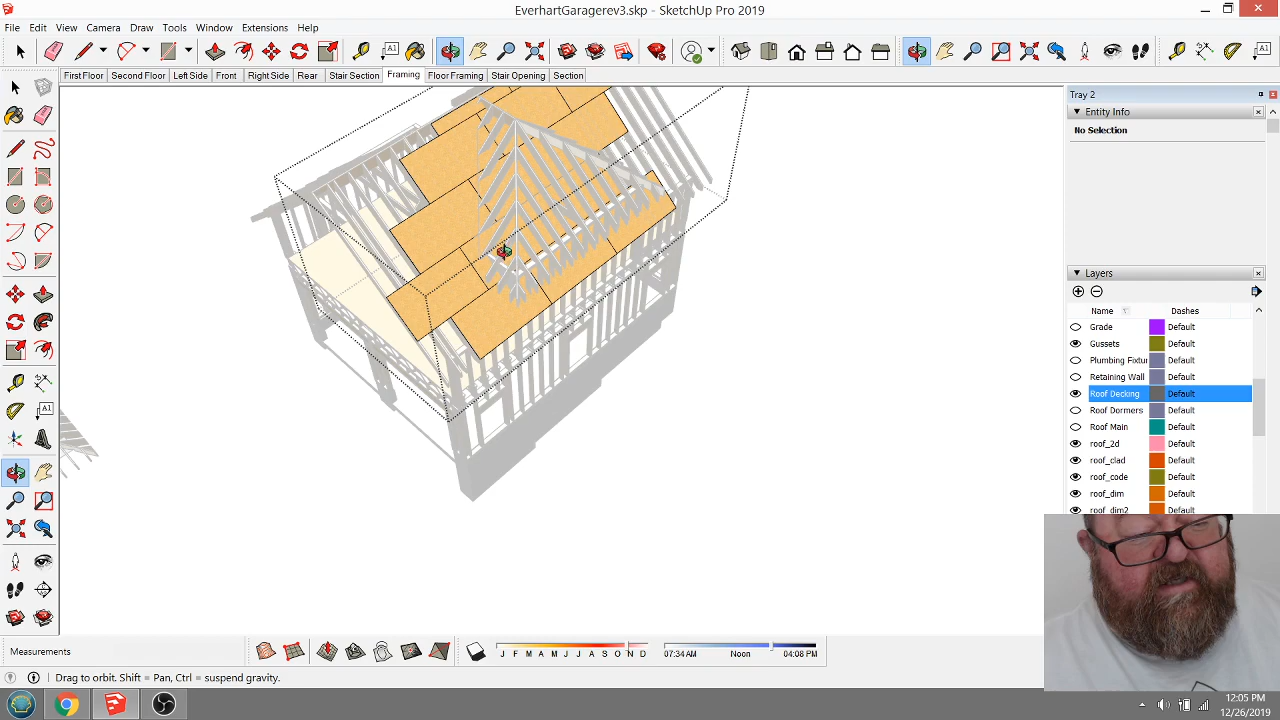 EverhartGaragerev3.skp - SketchUp Pro 2019
File Edit View Camera Draw Tools Window Extensions Help
First Floor Second Floor Left Side Front Right Side Rear Stair Section Framing Floor Framing Stair Opening Section
Tray 2
Entity Info
No Selection
Layers
Name Dashes
Grade Default
Gussets Default
Plumbing Fixtur Default
Retaining Wall Default
Roof Decking Default
Roof Dormers Default
Roof Main Default
roof_2d Default
roof_clad Default
roof_code Default
roof_dim Default
roof_dim2 Default
Measurements
J F M A M J J A S O N D
07:34 AM Noon 04:08 PM
Drag to orbit. Shift = Pan, Ctrl = suspend gravity.
12:05 PM
12/26/2019